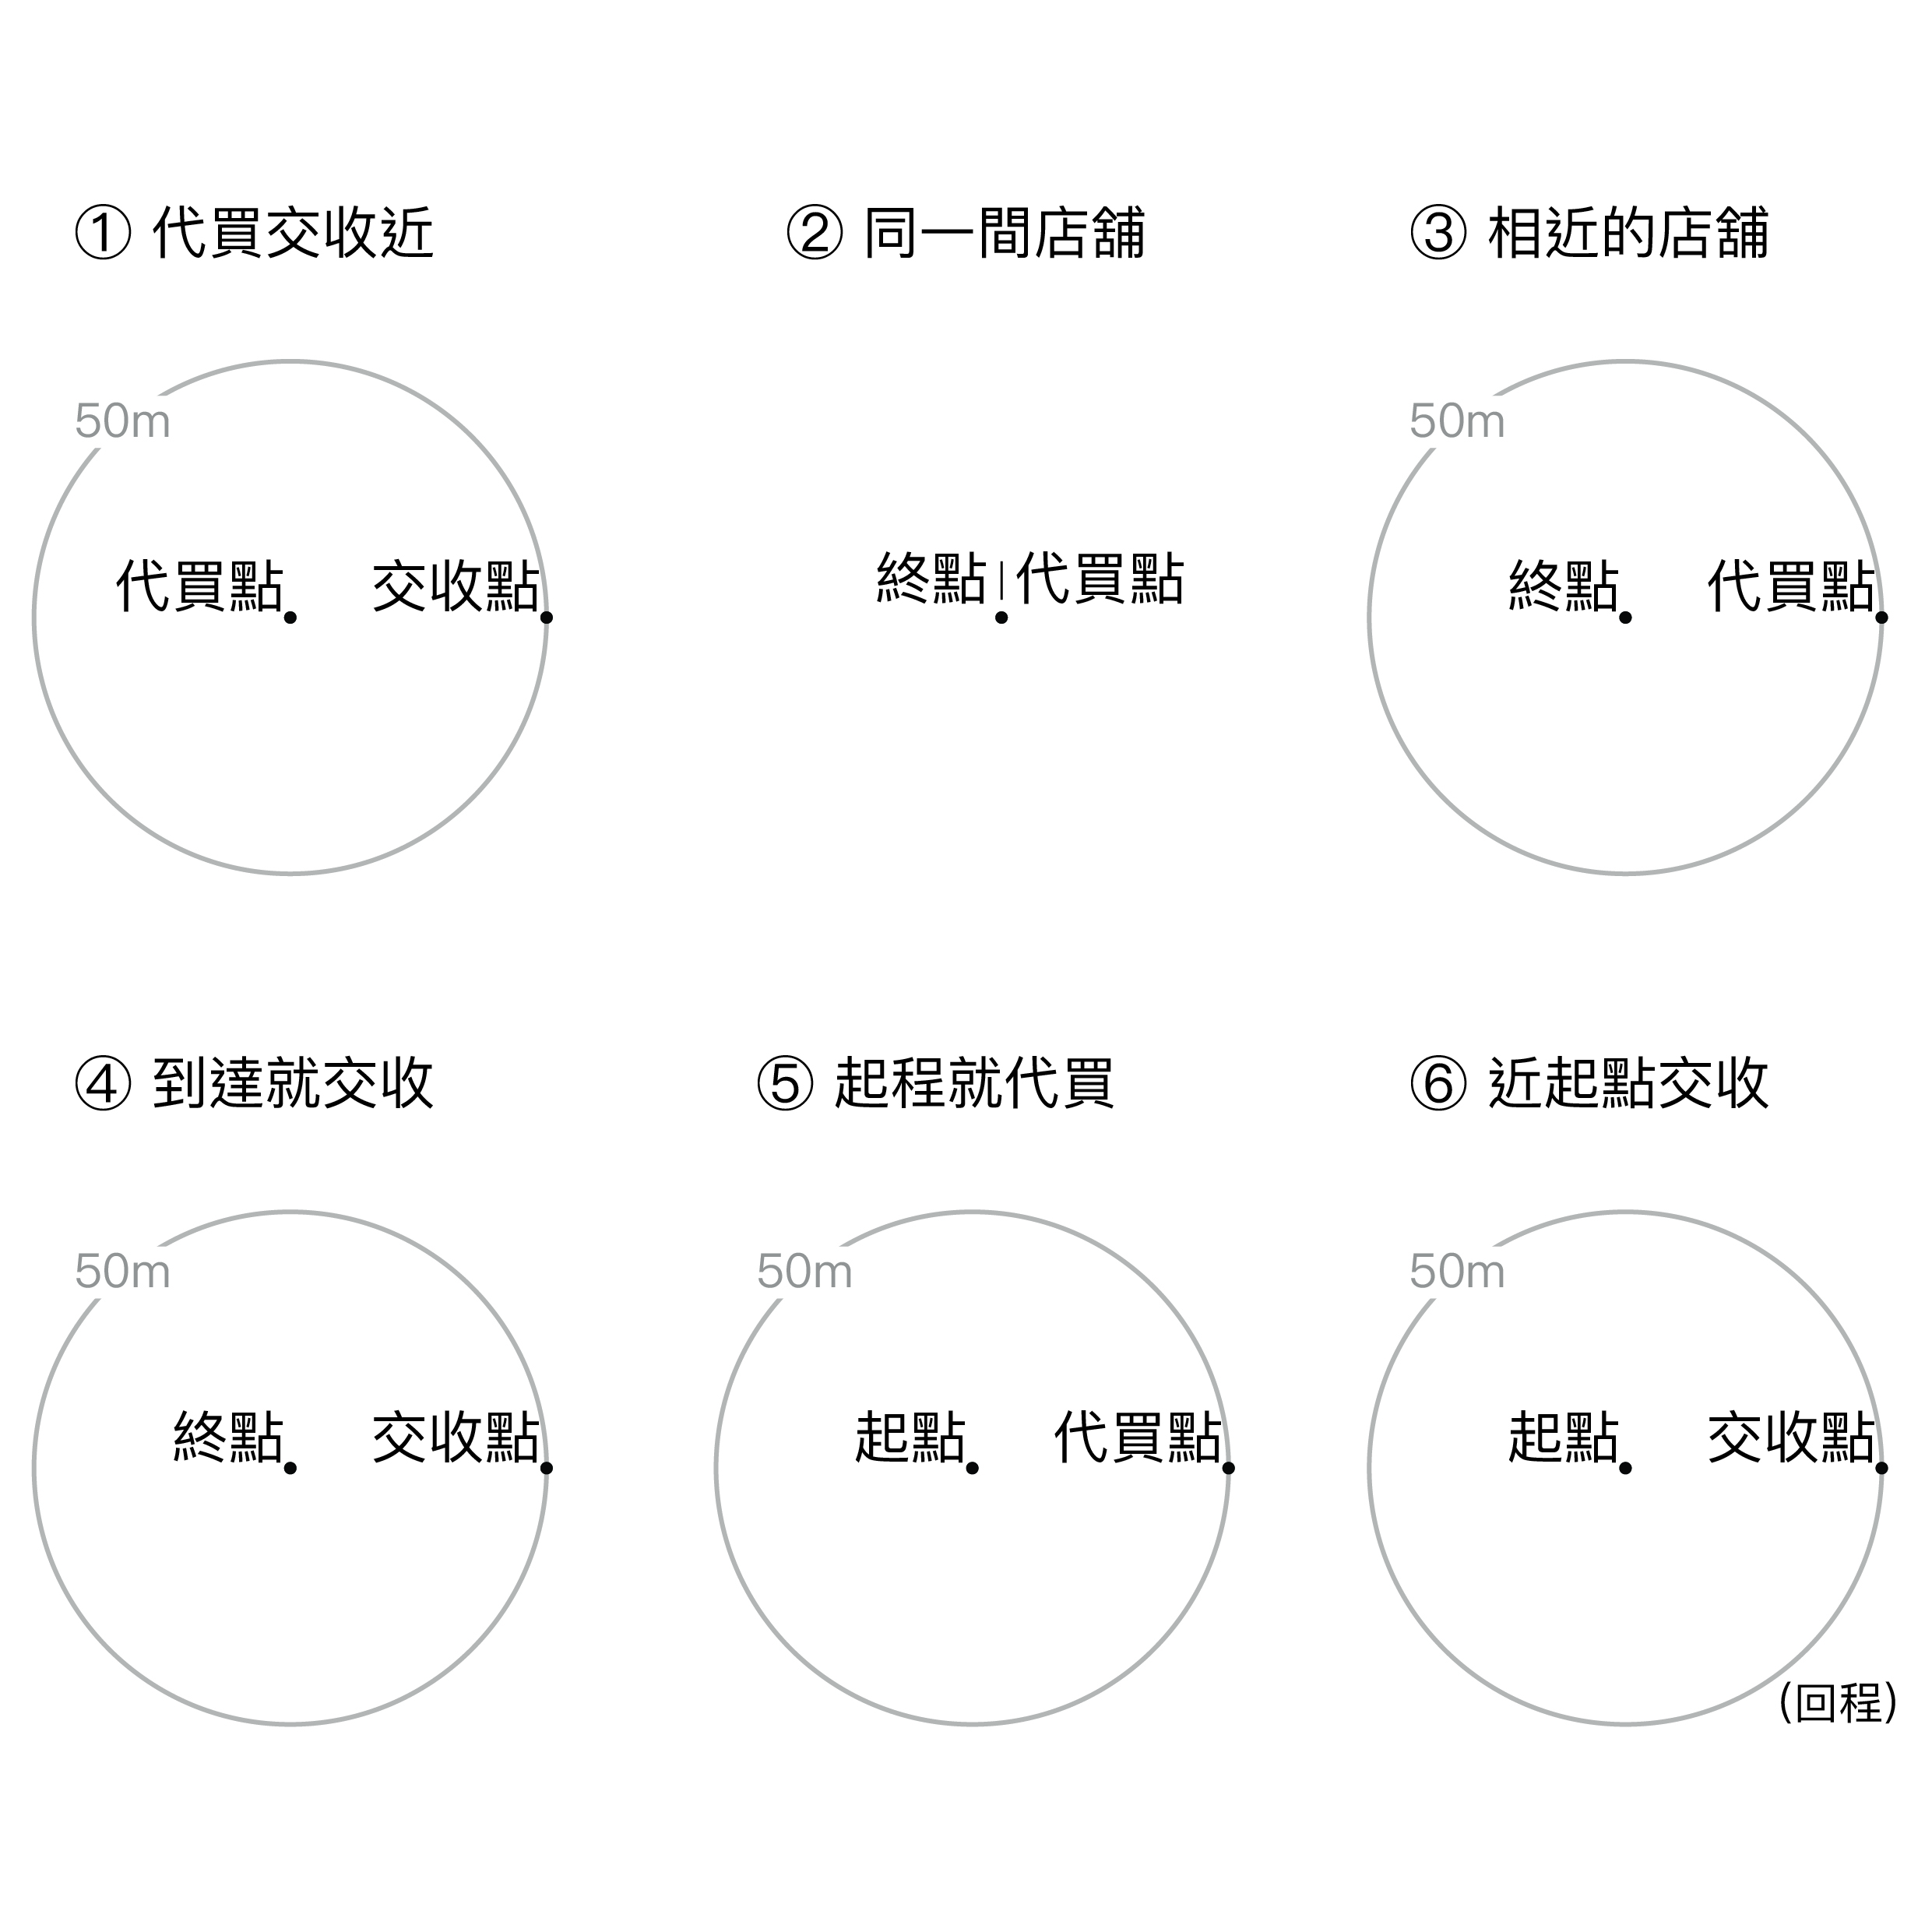 ① 代買交收近
② 同一間店舖
③ 相近的店舖
50m
代買點
交收點
終點|代買點
50m
終點
代買點
④ 到達就交收
⑤ 起程就代買
⑥ 近起點交收
50m
終點
交收點
50m
起點
代買點
50m
起點
交收點
(回程)